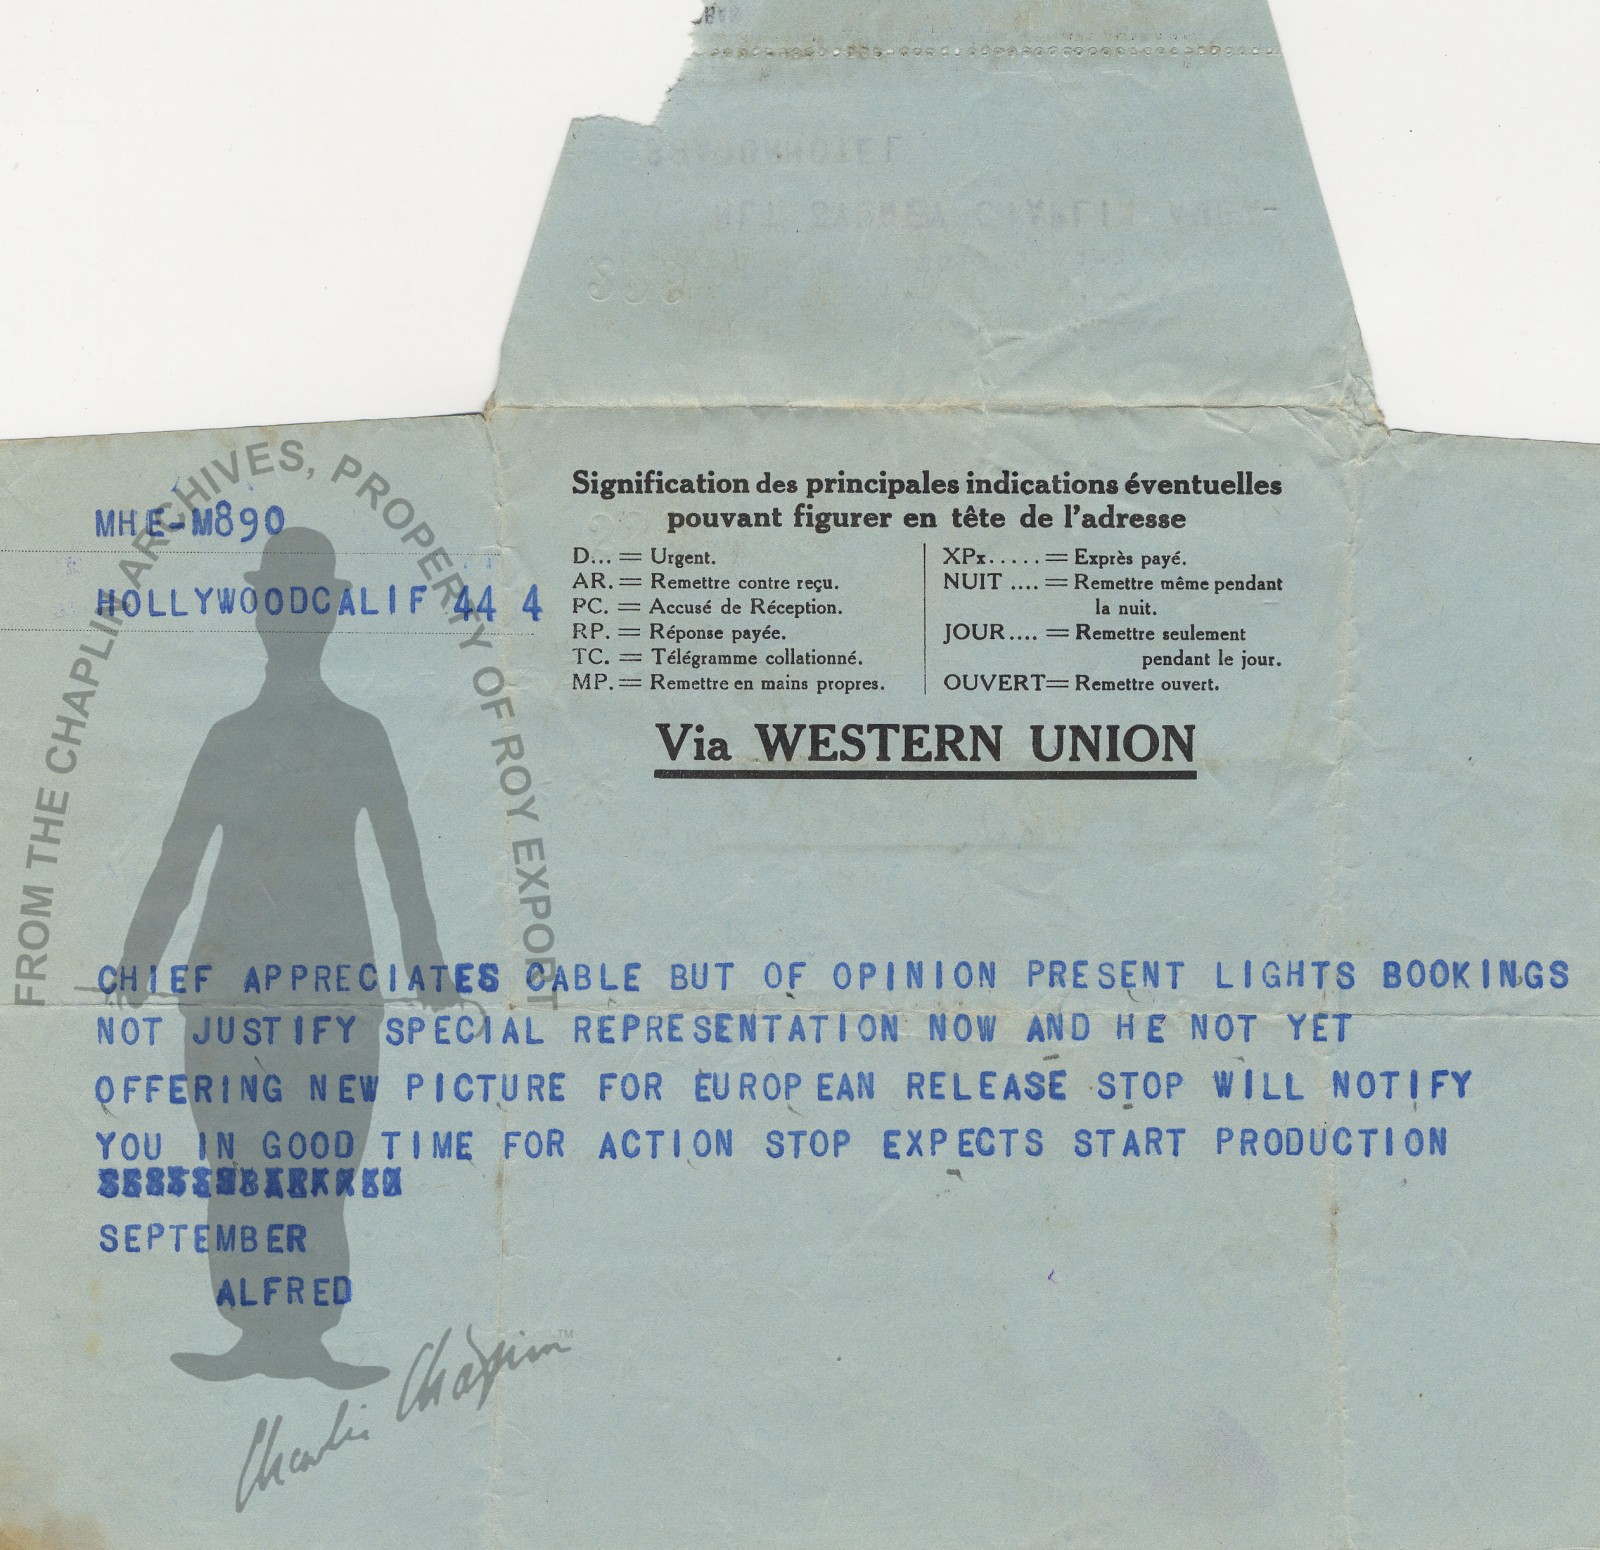 Signification des principales indications éventuelles
pouvant figurer en tête de l'adresse
D... = Urgent.
AR. = Remettre contre reçu.
PC. = Accusé de Réception.
RP. = Réponse payée.
TC. = Télégramme collationné.
MP. = Remettre en mains propres.
XPx..... = Exprès payé.
NUIT .... = Remettre même pendant
la nuit.
JOUR.... = Remettre seulement
pendant le jour.
OUVERT= Remettre ouvert.
Via WESTERN UNION
MHE-M890
HOLLYWOODCALIF 44 4
CHIEF APPRECIATES CABLE BUT OF OPINION PRESENT LIGHTS BOOKINGS
NOT JUSTIFY SPECIAL REPRESENTATION NOW AND HE NOT YET
OFFERING NEW PICTURE FOR EUROPEAN RELEASE STOP WILL NOTIFY
YOU IN GOOD TIME FOR ACTION STOP EXPECTS START PRODUCTION
SEPTEMBER
ALFRED
FROM THE CHAPLIN ARCHIVES, PROPERTY OF ROY EXPORT
Charlie Chaplin™